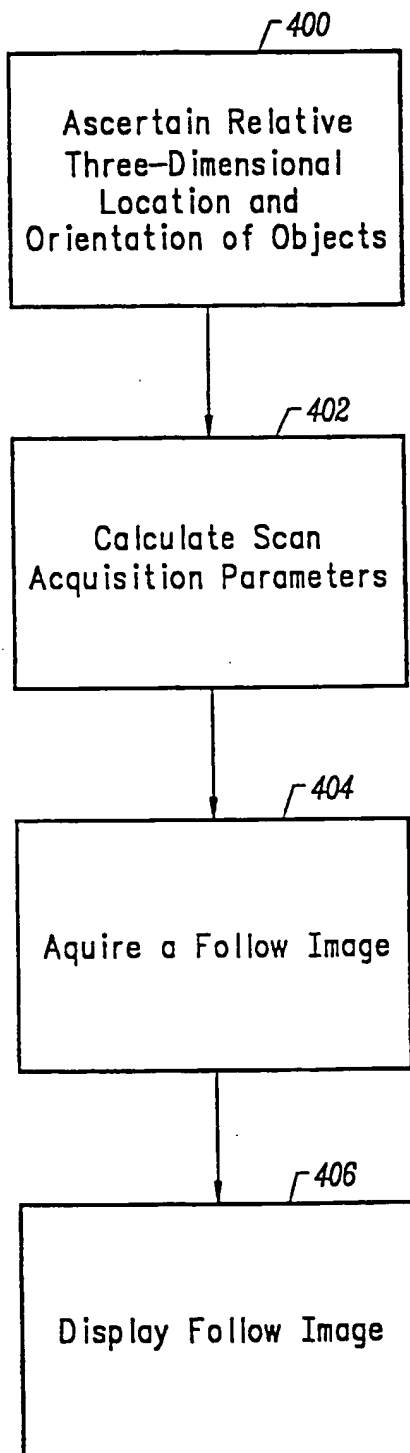 400
Ascertain Relative
Three-Dimensional
Location and
Orientation of Objects
402
Calculate Scan
Acquisition Parameters
404
Aquire a Follow Image
406
Display Follow Image